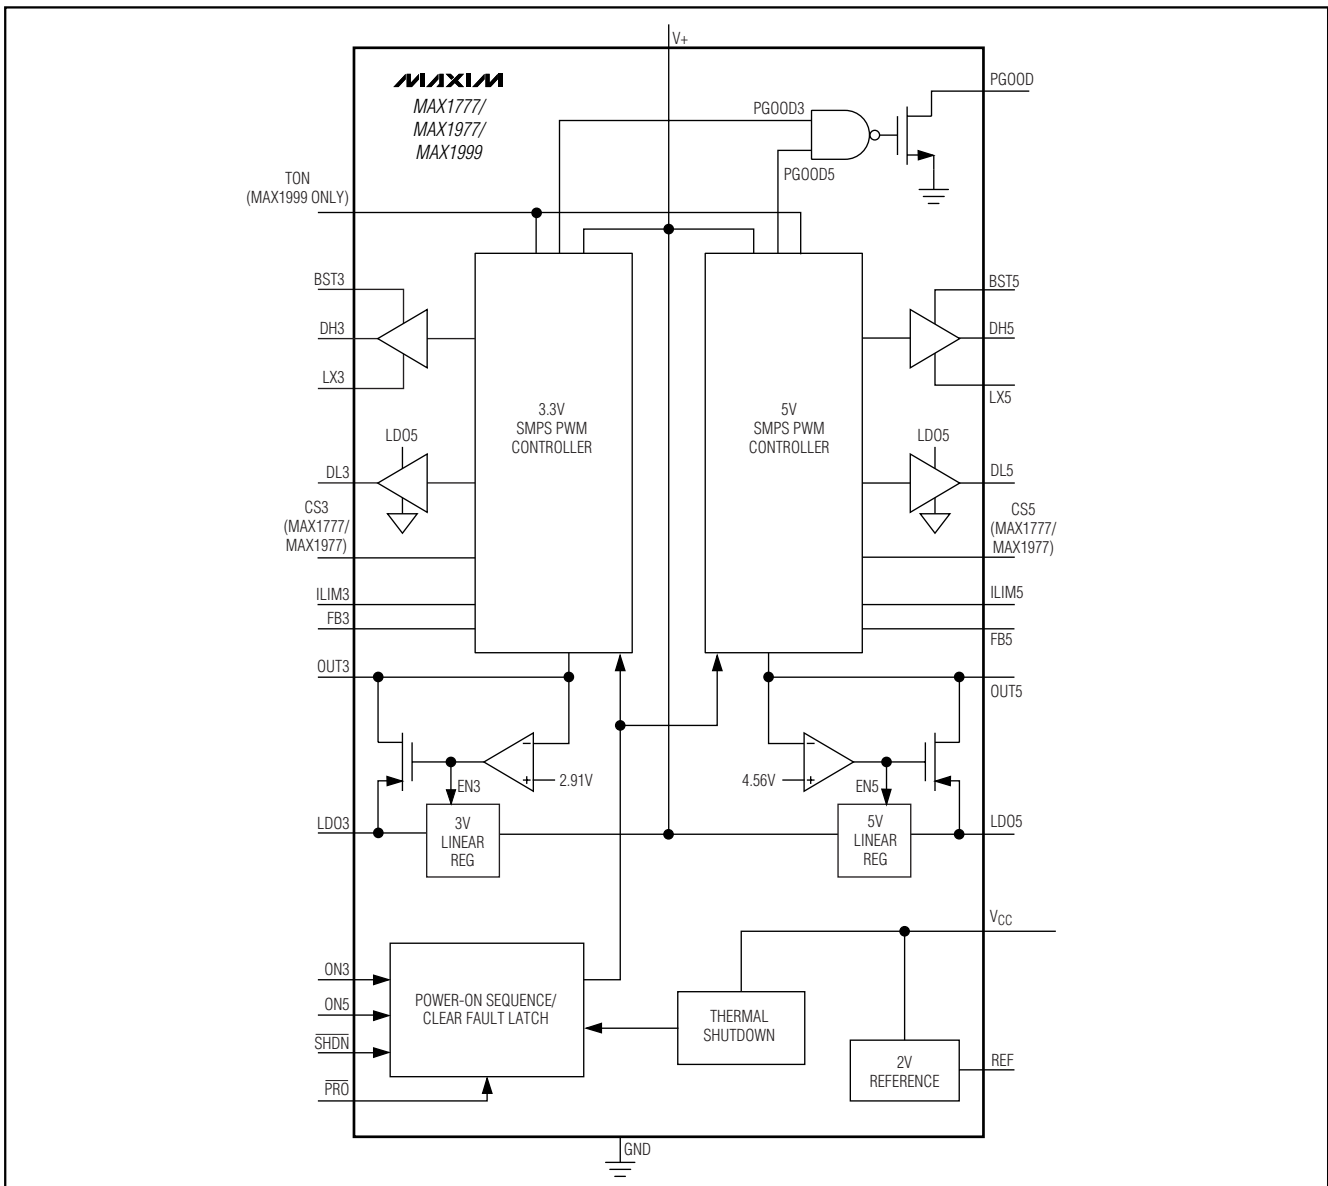 V+
MAXIM
MAX1777/
MAX1977/
MAX1999
PGOOD
PGOOD3
PGOOD5
TON
(MAX1999 ONLY)
BST3
DH3
LX3
LDO5
DL3
CS3
(MAX1777/
MAX1977)
ILIM3
FB3
OUT3
3.3V
SMPS PWM
CONTROLLER
5V
SMPS PWM
CONTROLLER
BST5
DH5
LX5
LDO5
DL5
CS5
(MAX1777/
MAX1977)
ILIM5
FB5
OUT5
−
+
2.91V
EN3
−
+
4.56V
EN5
LDO3
3V
LINEAR
REG
5V
LINEAR
REG
LDO5
VCC
ON3
ON5
SHDN
PRO
POWER-ON SEQUENCE/
CLEAR FAULT LATCH
THERMAL
SHUTDOWN
2V
REFERENCE
REF
GND